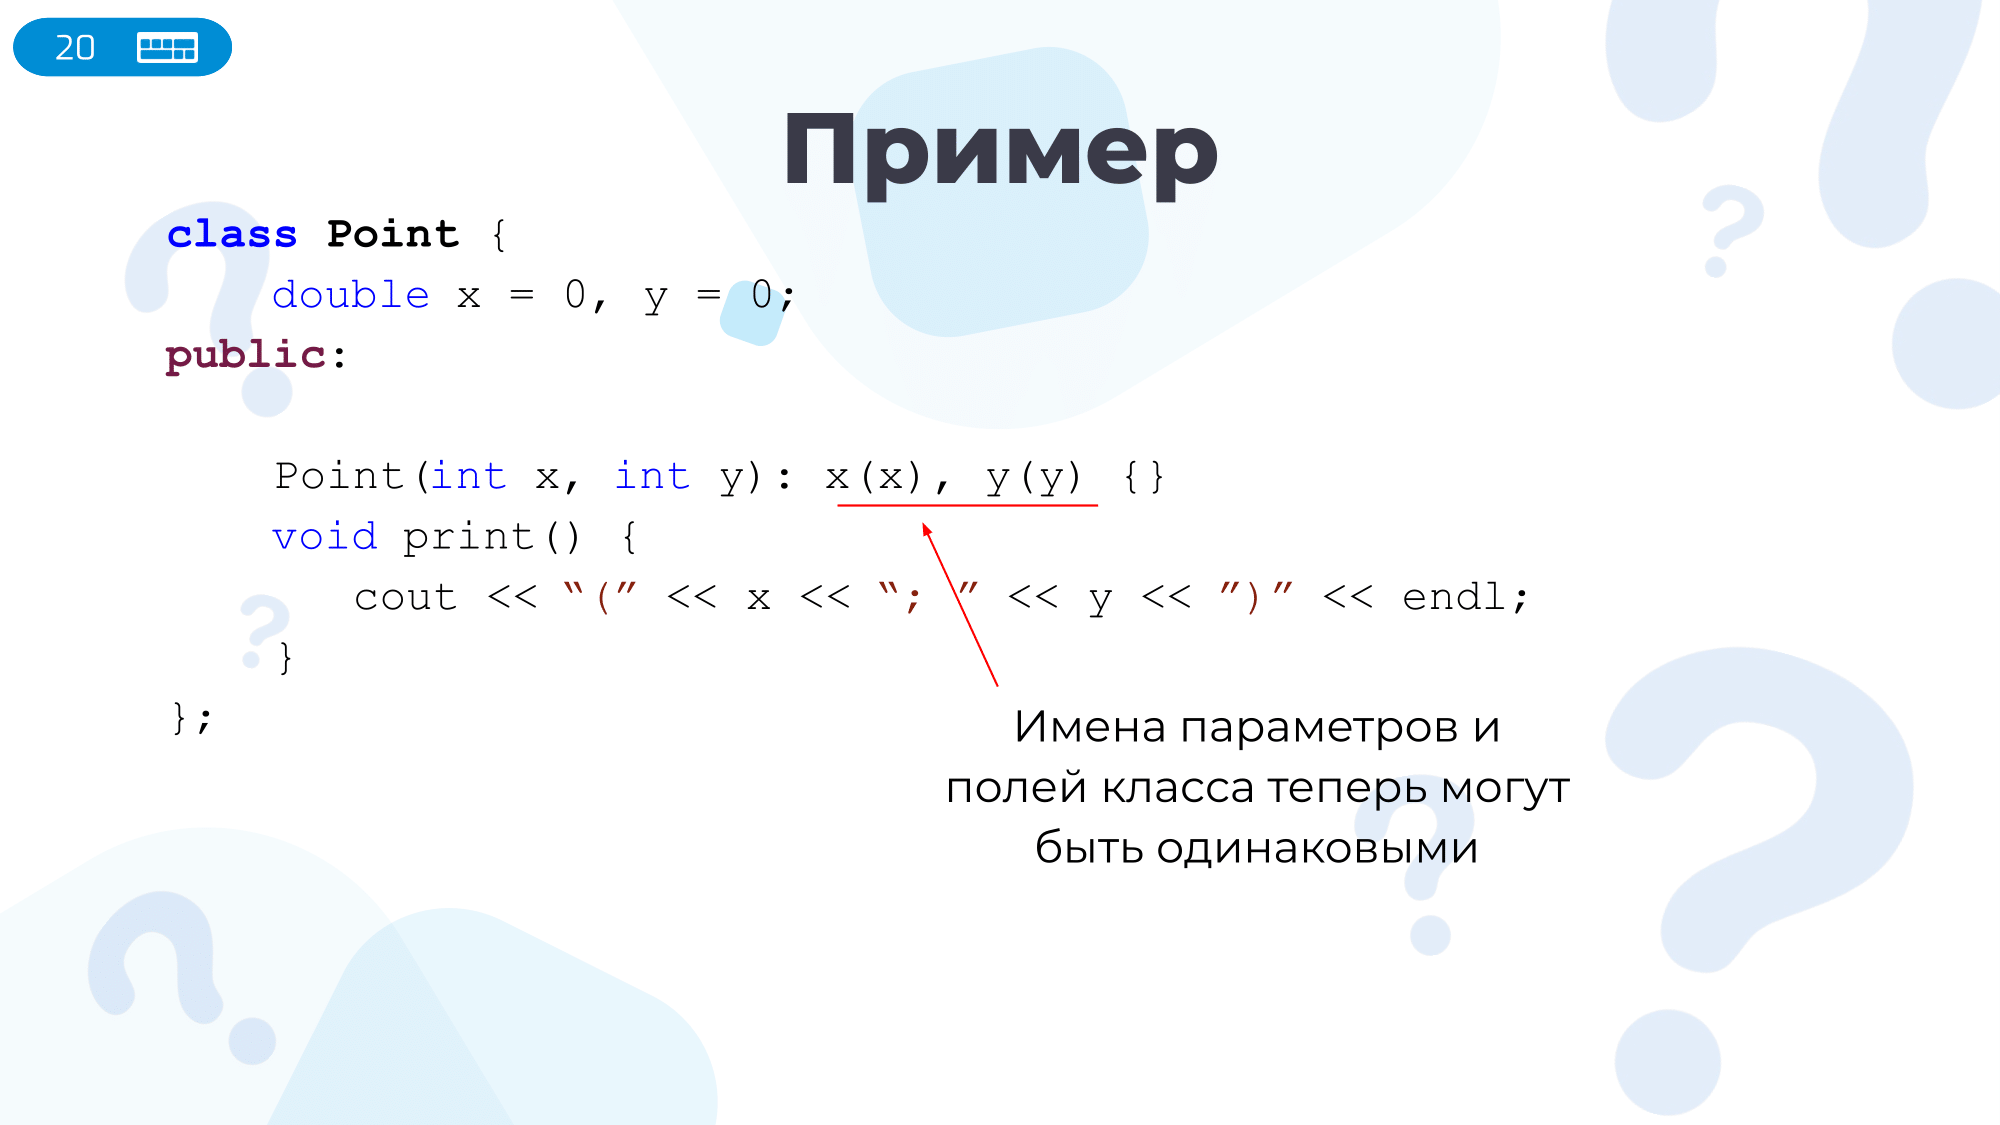 20
Пример
class Point {
    double x = 0, y = 0;
public:
    Point(int x, int y): x(x), y(y) {}
    void print() {
       cout << “(” << x << “; ” << y << ”)” << endl;
    }
};
Имена параметров и
полей класса теперь могут
быть одинаковыми